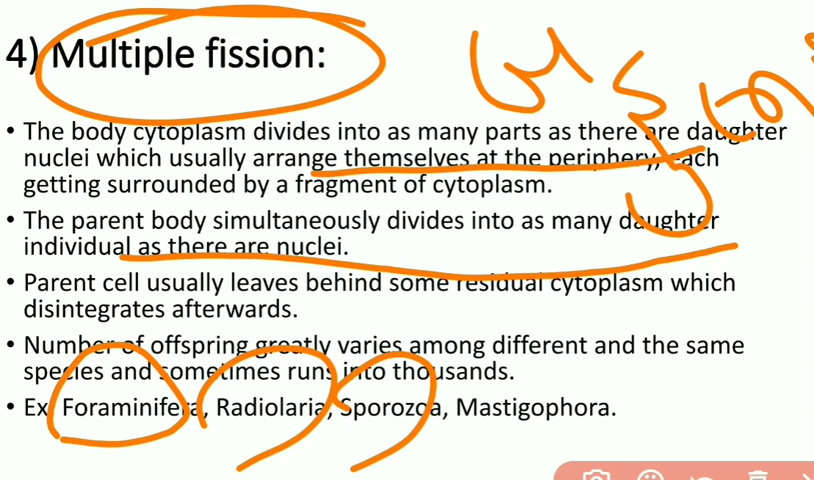 4) Multiple fission:
• The body cytoplasm divides into as many parts as there are daughter
nuclei which usually arrange themselves at the periphery, each
getting surrounded by a fragment of cytoplasm.
• The parent body simultaneously divides into as many daughter
individual as there are nuclei.
• Parent cell usually leaves behind some residual cytoplasm which
disintegrates afterwards.
• Number of offspring greatly varies among different and the same
species and sometimes runs into thousands.
• Ex Foraminifera, Radiolaria, Sporozoa, Mastigophora.